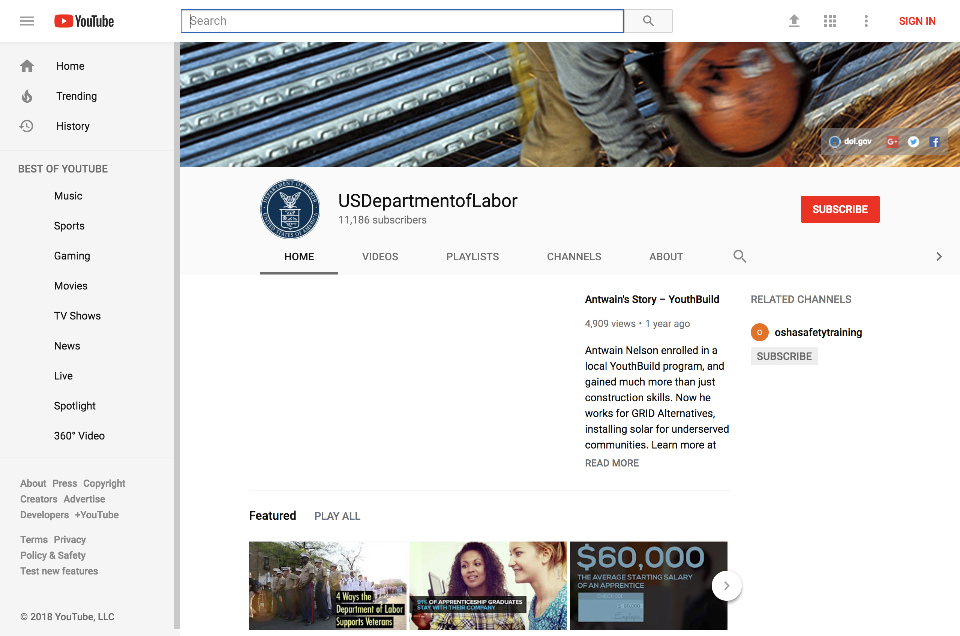 YouTube
Search
SIGN IN
Home
Trending
History
BEST OF YOUTUBE
Music
Sports
Gaming
Movies
TV Shows
News
Live
Spotlight
360° Video
About Press Copyright
Creators Advertise
Developers +YouTube
Terms Privacy
Policy & Safety
Test new features
© 2018 YouTube, LLC
dol.gov
USDepartmentofLabor
11,186 subscribers
SUBSCRIBE
HOME VIDEOS PLAYLISTS CHANNELS ABOUT
Antwain's Story – YouthBuild
4,909 views • 1 year ago
Antwain Nelson enrolled in a
local YouthBuild program, and
gained much more than just
construction skills. Now he
works for GRID Alternatives,
installing solar for underserved
communities. Learn more at
READ MORE
RELATED CHANNELS
oshasafetytraining
SUBSCRIBE
Featured PLAY ALL
4 Ways the
Department of Labor
Supports Veterans
91% OF APPRENTICESHIP GRADUATES
STAY WITH THEIR COMPANY
$60,000
THE AVERAGE STARTING SALARY
OF AN APPRENTICE